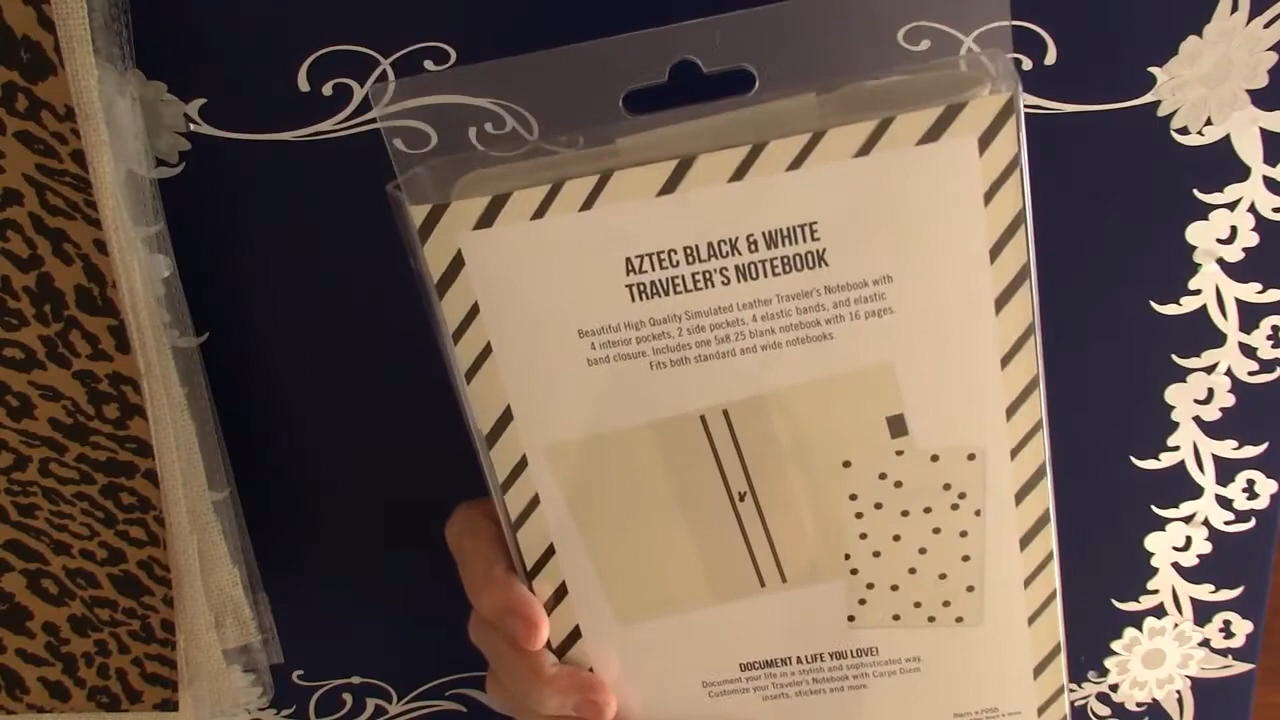 AZTEC BLACK & WHITE
TRAVELER'S NOTEBOOK
Beautiful High Quality Simulated Leather Traveler's Notebook with
4 interior pockets, 2 side pockets, 4 elastic bands, and elastic
band closure. Includes one 5x8.25 blank notebook with 16 pages.
Fits both standard and wide notebooks.
DOCUMENT A LIFE YOU LOVE!
Document your life in a stylish and sophisticated way.
Customize your Traveler's Notebook with Carpe Diem
inserts, stickers and more.
Item #7955